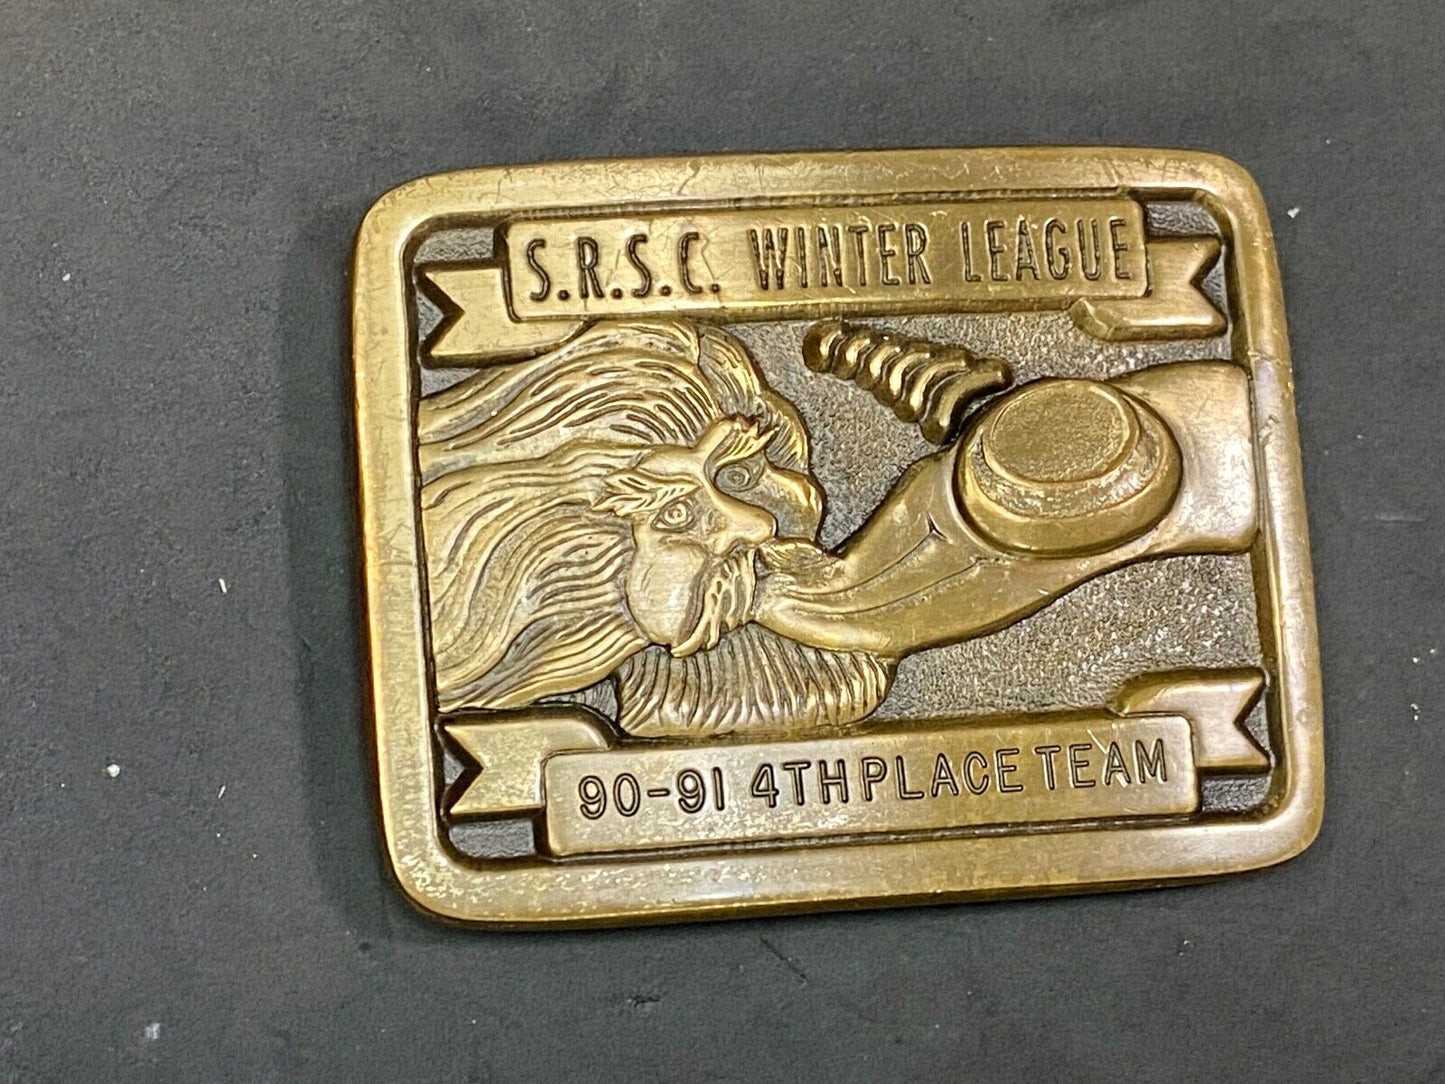 S.R.S.C. WINTER LEAGUE
90-91 4TH PLACE TEAM